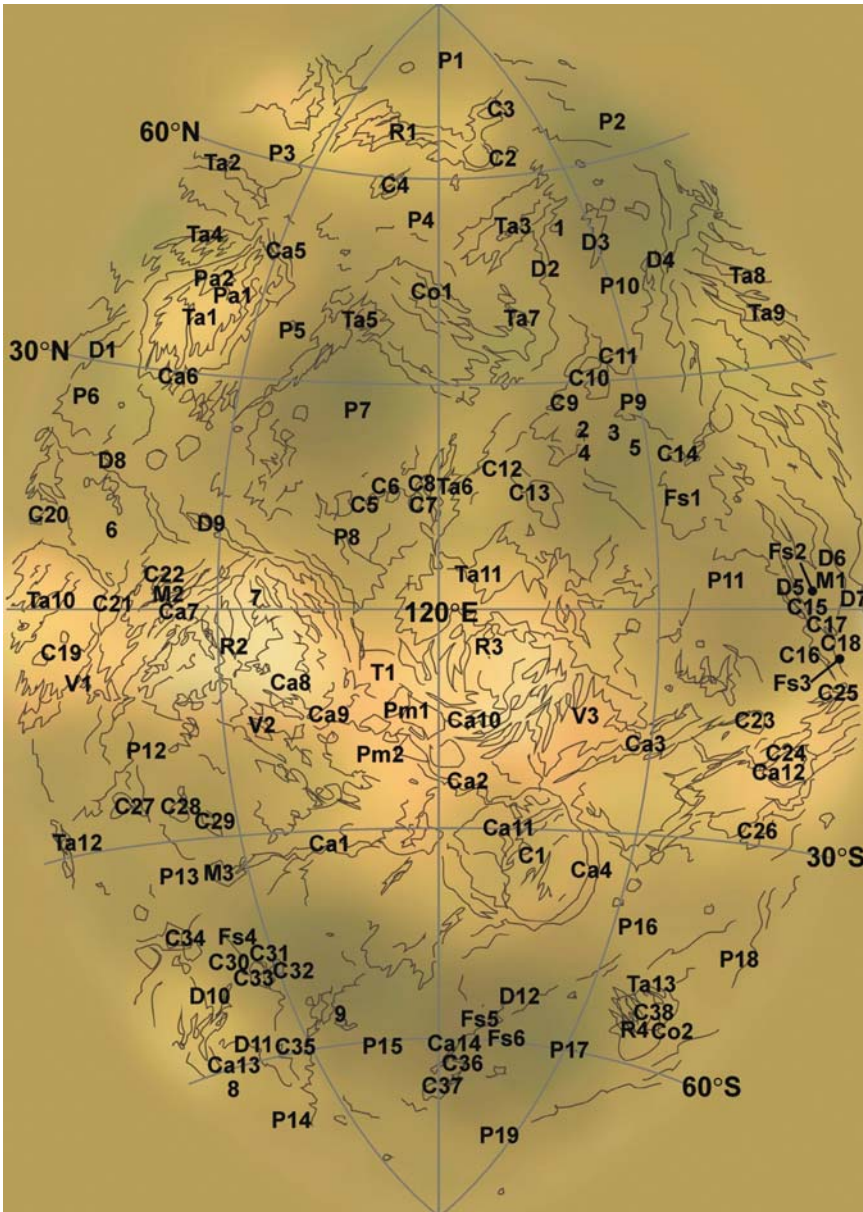 P1
C3
P2
60°N
R1
P3
C2
Ta2
C4
P4
Ta3
1
Ta4
D3
Ca5
D4
D2
Ta8
Pa2
P10
Co1
Pa1
Ta9
Ta1
Ta5
Ta7
P5
30°N
D1
C11
Ca6
C10
P6
C9
P9
P7
2
3
4
5
C14
D8
C12
C8
Ta6
C6
C13
Fs1
C5
C7
C20
D9
6
P8
Fs2
D6
C22
Ta11
P11
M1
M2
D5
7
D7
Ta10
C21
C15
Ca7
120°E
C17
R2
R3
C18
C19
C16
T1
V1
Ca8
Fs3
C25
Ca9
Pm1
V3
Ca10
C23
V2
Ca3
P12
Pm2
C24
Ca12
Ca2
C27
C28
C29
Ca11
C26
Ta12
Ca1
C1
30°S
P13
M3
Ca4
P16
C34
Fs4
C31
P18
C30
C32
C33
Ta13
D10
D12
9
C38
Fs5
R4
Co2
D11
C35
P15
Ca14
Fs6
P17
Ca13
C36
8
C37
60°S
P14
P19